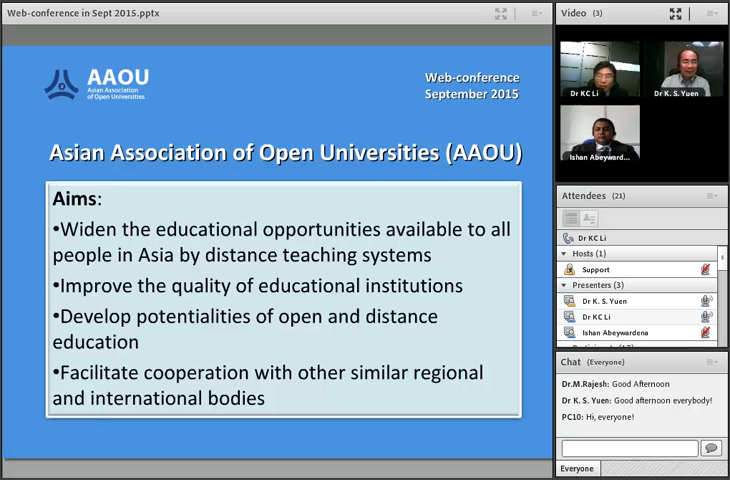 Web-conference in Sept 2015.pptx
AAOU
Asian Association
of Open Universities
Web-conference
September 2015
Asian Association of Open Universities (AAOU)
Aims:
•Widen the educational opportunities available to all
people in Asia by distance teaching systems
•Improve the quality of educational institutions
•Develop potentialities of open and distance
education
•Facilitate cooperation with other similar regional
and international bodies
Video (3)
Dr KC Li
Dr K. S. Yuen
Ishan Abeyward...
Attendees (21)
Dr KC Li
Hosts (1)
Support
Presenters (3)
Dr K. S. Yuen
Dr KC Li
Ishan Abeywardena
Chat (Everyone)
Dr.M.Rajesh: Good Afternoon
Dr K. S. Yuen: Good afternoon everybody!
PC10: Hi, everyone!
Everyone